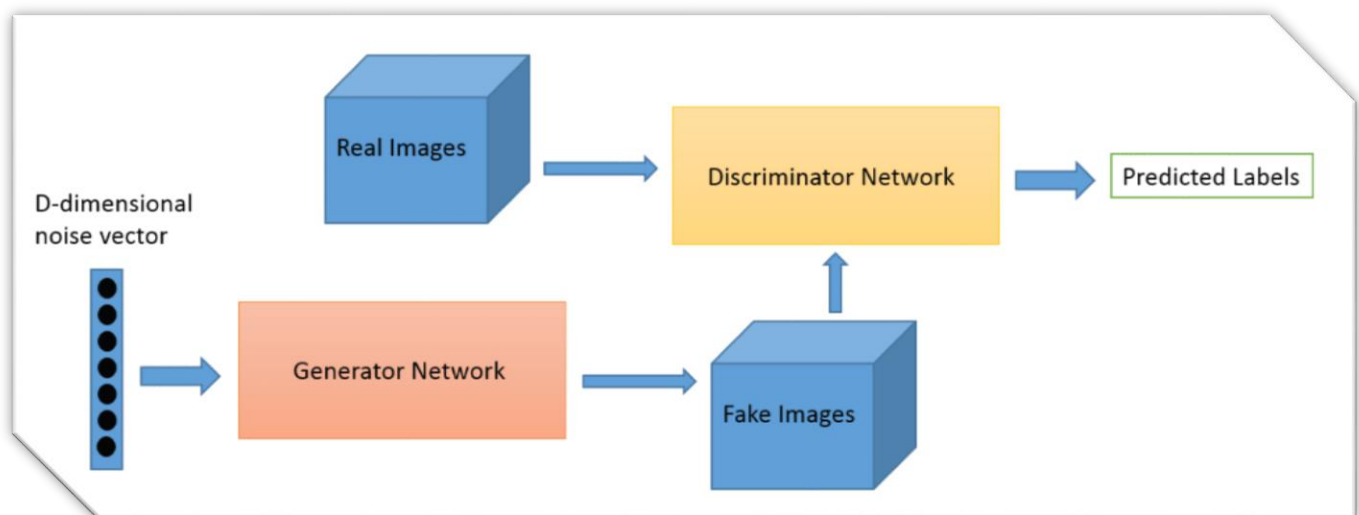 Real Images
Discriminator Network
Predicted Labels
D-dimensional
noise vector
Generator Network
Fake Images